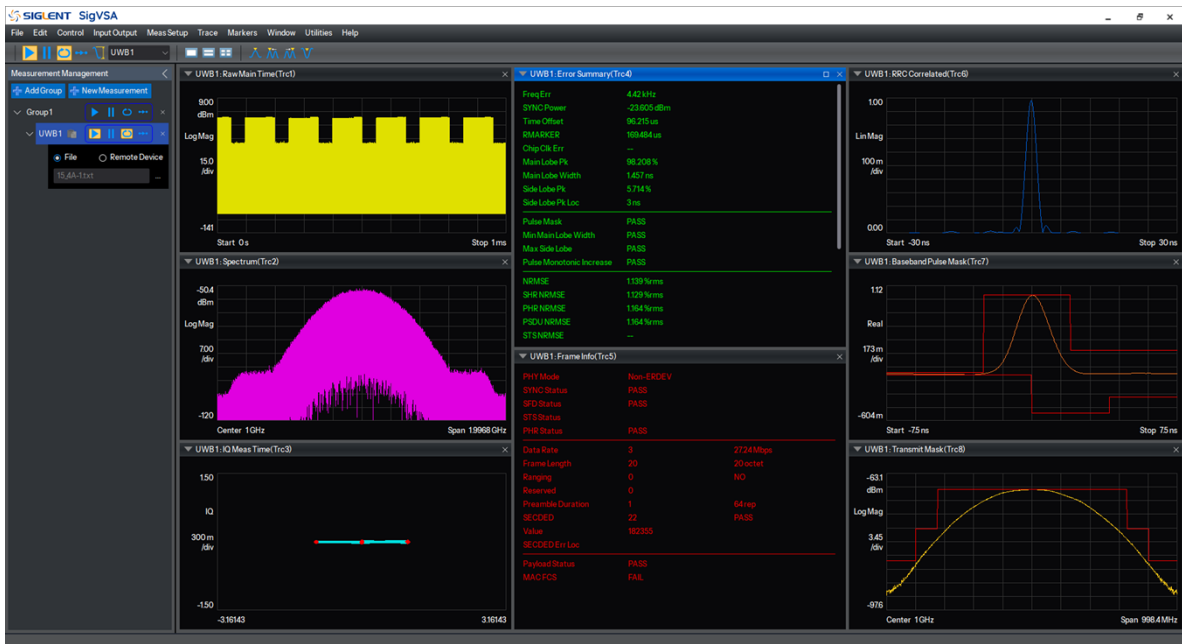 SIGLENT SigVSA
File Edit Control Input Output Meas Setup Trace Markers Window Utilities Help
UWB1
Measurement Management
Add Group New Measurement
Group1
UWB1
File Remote Device
15_4A-1.txt ...
UWB1: Raw Main Time(Trc1)
9.00
dBm
Log Mag
15.0
/div
-141
Start 0 s Stop 1 ms
UWB1: Spectrum(Trc2)
-50.4
dBm
Log Mag
7.00
/div
-120
Center 1 GHz Span 1.9968 GHz
UWB1: IQ Meas Time(Trc3)
1.50
IQ
300 m
/div
-1.50
-3.16143 3.16143
UWB1: Error Summary(Trc4)
Freq Err 4.42 kHz
SYNC Power -23.605 dBm
Time Offset 96.215 us
RMARKER 169.484 us
Chip Clk Err --
Main Lobe Pk 98.208 %
Main Lobe Width 1.457 ns
Side Lobe Pk 5.714 %
Side Lobe Pk Loc 3 ns
Pulse Mask PASS
Min Main Lobe Width PASS
Max Side Lobe PASS
Pulse Monotonic Increase PASS
NRMSE 1.139 %rms
SHR NRMSE 1.129 %rms
PHR NRMSE 1.164 %rms
PSDU NRMSE 1.164 %rms
STS NRMSE --
UWB1: Frame Info(Trc5)
PHY Mode Non-ERDEV
SYNC Status PASS
SFD Status PASS
STS Status
PHR Status PASS
Data Rate 3 27.24 Mbps
Frame Length 20 20 octet
Ranging 0 NO
Reserved 0
Preamble Duration 1 64 rep
SECDED 22 PASS
Value 182355
SECDED Err Loc
Payload Status PASS
MAC FCS FAIL
UWB1: RRC Correlated(Trc6)
1.00
Lin Mag
100 m
/div
0.00
Start -30 ns Stop 30 ns
UWB1: Baseband Pulse Mask(Trc7)
1.12
Real
173 m
/div
-604 m
Start -7.5 ns Stop 7.5 ns
UWB1: Transmit Mask(Trc8)
-63.1
dBm
Log Mag
3.45
/div
-97.6
Center 1 GHz Span 998.4 MHz